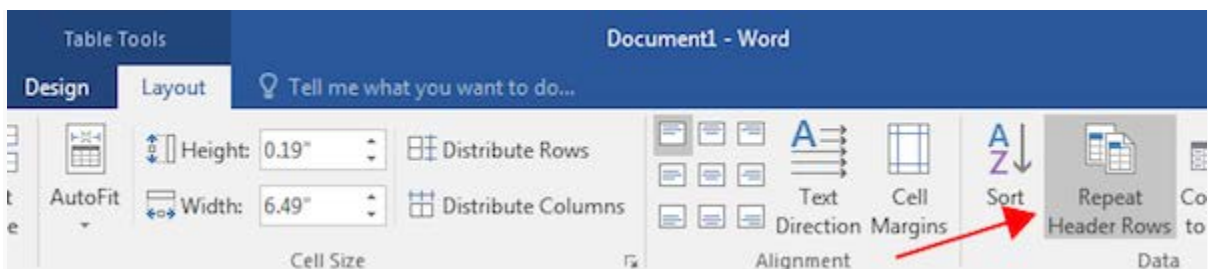 Table Tools
Document1 - Word
Design
Layout
Tell me what you want to do...
AutoFit
Height:
0.19"
Width:
6.49"
Distribute Rows
Distribute Columns
Cell Size
Text
Direction
Cell
Margins
Alignment
A
Z
Sort
Repeat
Header Rows
to
Data